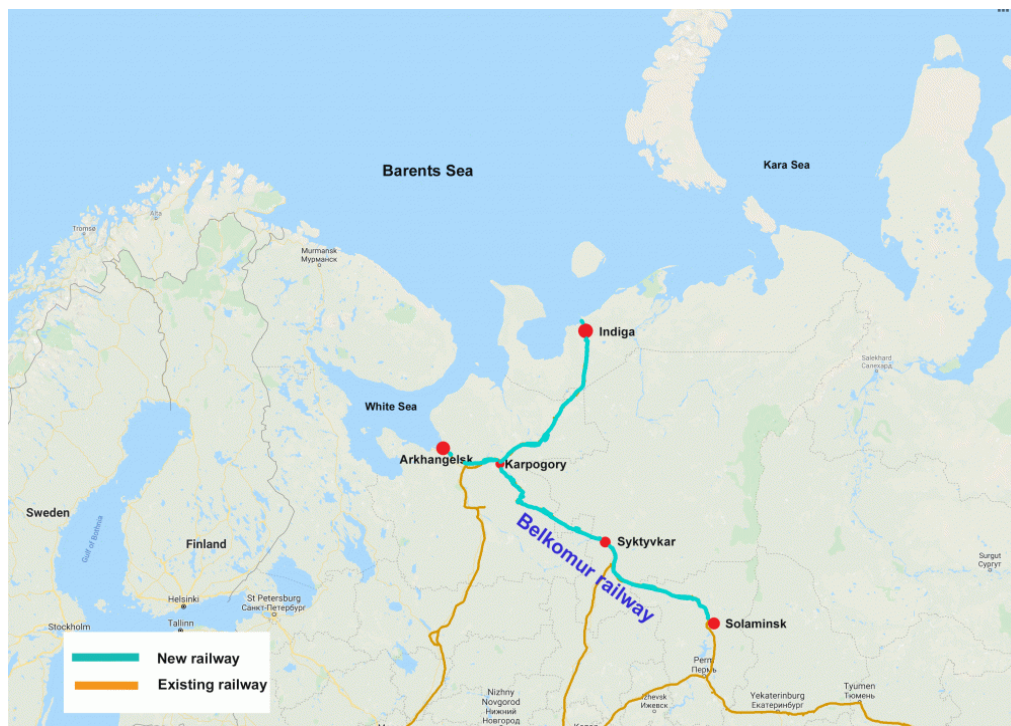 Barents Sea
Kara Sea
Alta
Tromsø
Murmansk
Мурманск
Indiga
Salekhard
Салехард
White Sea
Arkhangelsk
Karpogory
Sweden
Gulf of Bothnia
Finland
Belkomur railway
Syktyvkar
Surgut
Сургут
Helsinki
St Petersburg
Санкт-Петербург
Stockholm
Tallinn
Solaminsk
New railway
Existing railway
Perm
Пермь
Nizhny
Novgorod
Нижний
Новгород
Izhevsk
Ижевск
Yekaterinburg
Екатеринбург
Tyumen
Тюмень